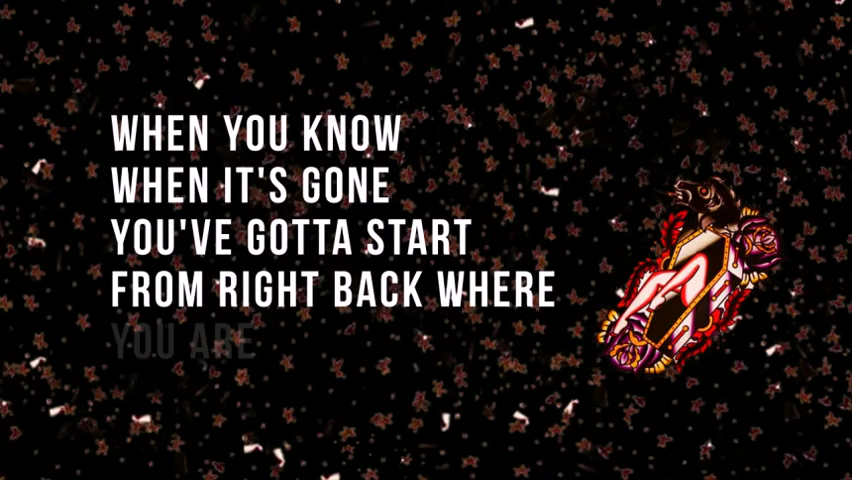 WHEN YOU KNOW
WHEN IT'S GONE
YOU'VE GOTTA START
FROM RIGHT BACK WHERE
YOU ARE